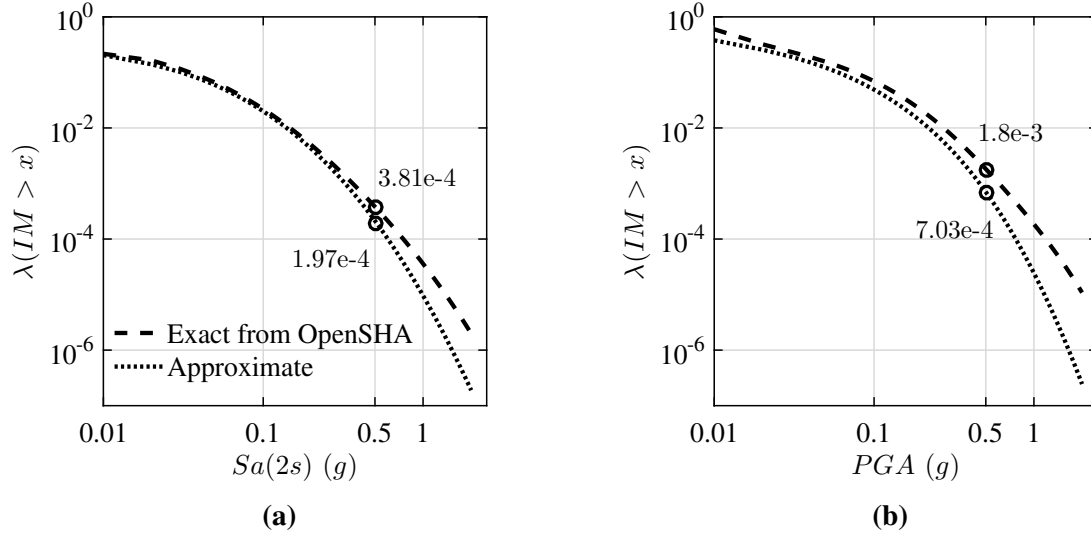 10^0
10^-2
10^-4
10^-6
λ(IM > x)
3.81e-4
1.97e-4
Exact from OpenSHA
Approximate
0.01 0.1 0.5 1
Sa(2s) (g)
(a)
10^0
10^-2
10^-4
10^-6
λ(IM > x)
1.8e-3
7.03e-4
0.01 0.1 0.5 1
PGA (g)
(b)